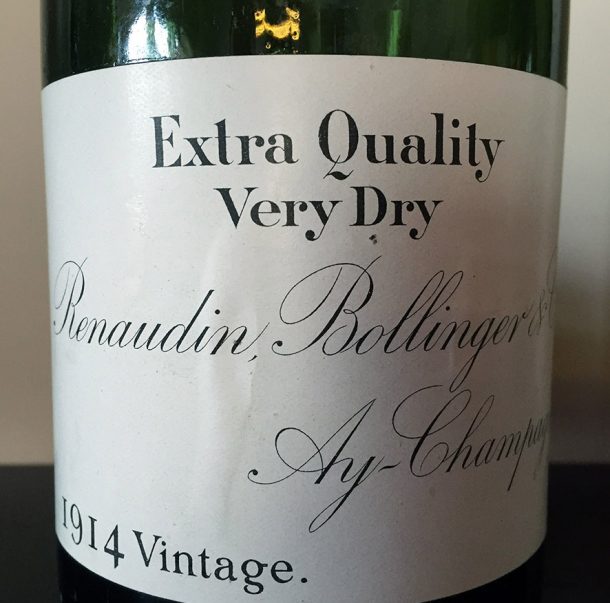 Extra Quality
Very Dry
Renaudin, Bollinger &
Ay-Champag
1914 Vintage.